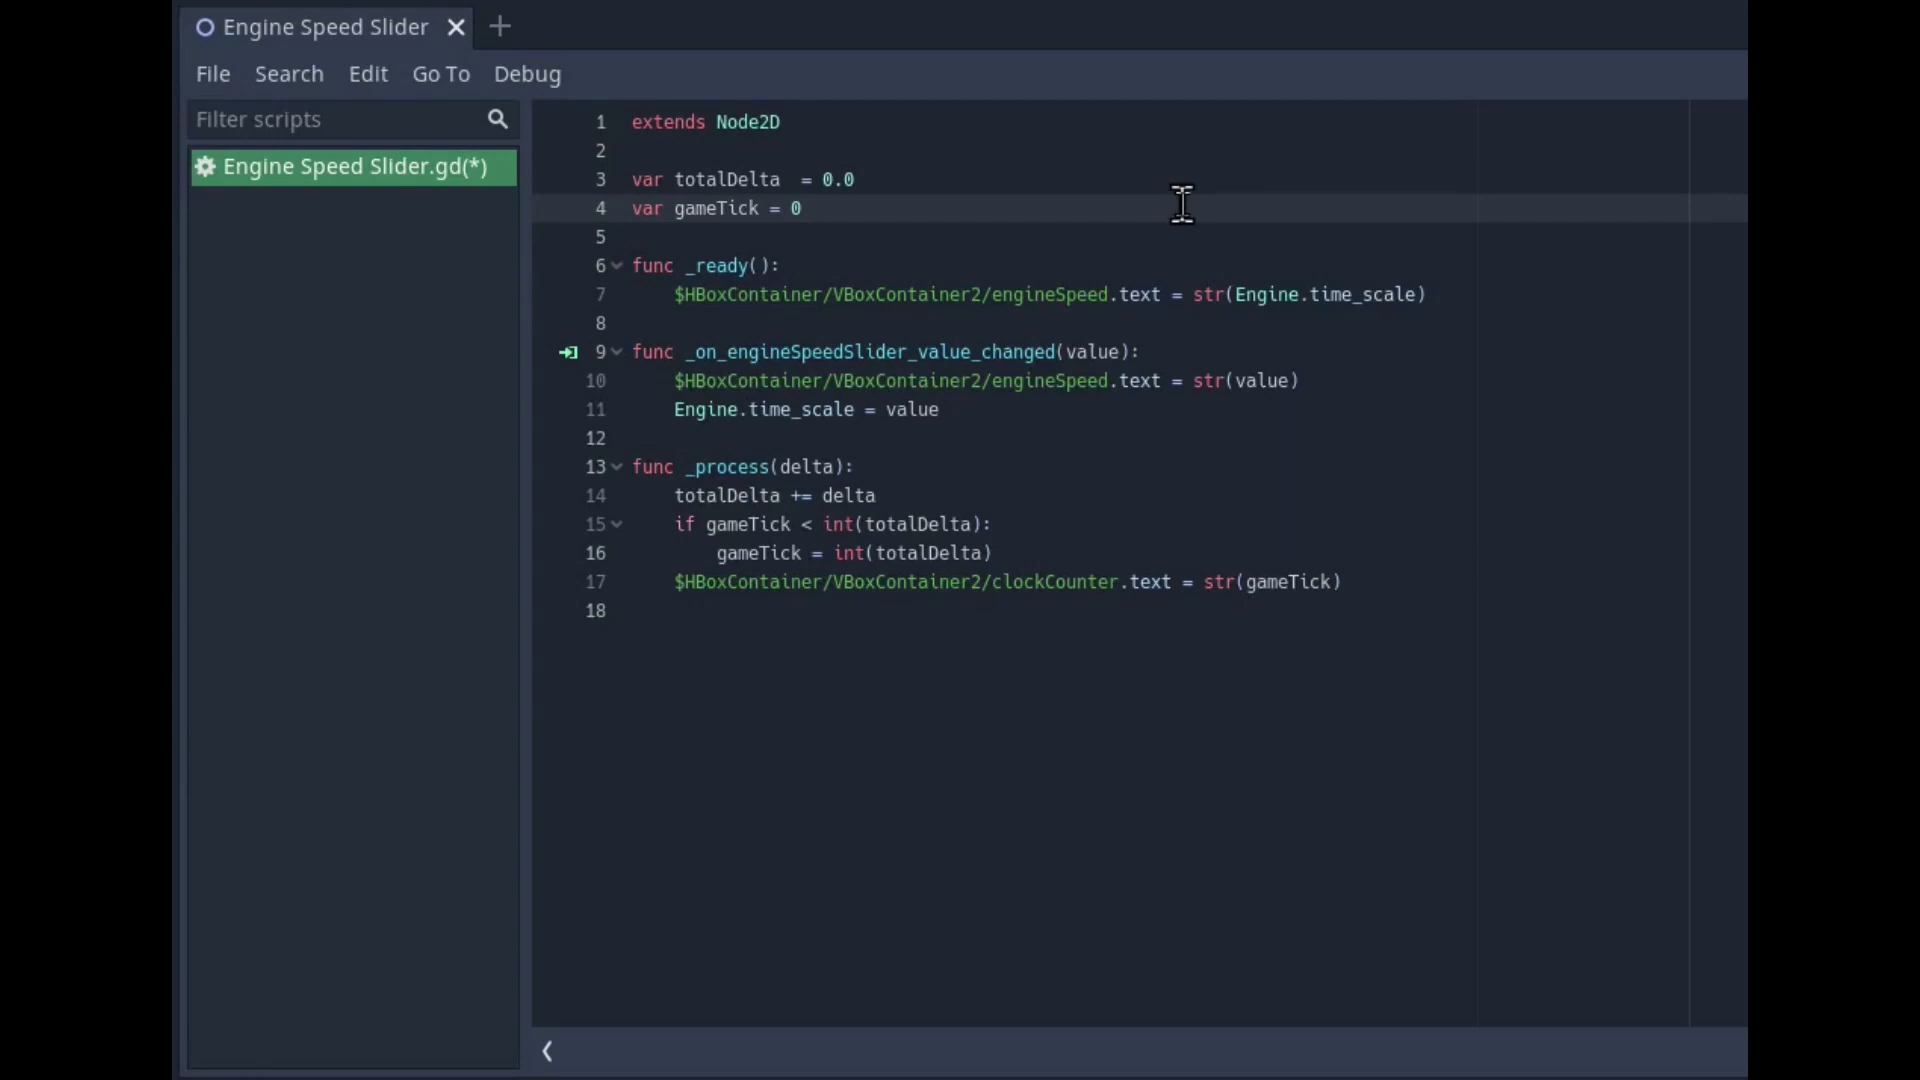 Engine Speed Slider
File Search Edit Go To Debug
Filter scripts
Engine Speed Slider.gd(*)
1 extends Node2D
2
3 var totalDelta  = 0.0
4 var gameTick = 0
5
6 func _ready():
7     $HBoxContainer/VBoxContainer2/engineSpeed.text = str(Engine.time_scale)
8
9 func _on_engineSpeedSlider_value_changed(value):
10     $HBoxContainer/VBoxContainer2/engineSpeed.text = str(value)
11     Engine.time_scale = value
12
13 func _process(delta):
14     totalDelta += delta
15     if gameTick < int(totalDelta):
16         gameTick = int(totalDelta)
17     $HBoxContainer/VBoxContainer2/clockCounter.text = str(gameTick)
18